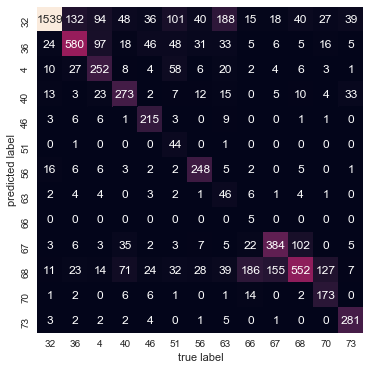 32 1539 132 94 48 36 101 40 188 15 18 40 27 39
36 24 580 97 18 46 48 31 33 5 6 5 16 5
4 10 27 252 8 4 58 6 20 2 4 6 3 1
40 13 3 23 273 2 7 12 15 0 5 10 4 33
46 3 6 6 1 215 3 0 9 0 0 1 1 0
51 0 1 0 0 0 44 0 1 0 0 0 0 0
56 16 6 6 3 2 2 248 5 2 0 5 0 1
63 2 4 4 0 3 2 1 46 6 1 4 1 0
66 0 0 0 0 0 0 0 0 5 0 0 0 0
67 3 6 3 35 2 3 7 5 22 384 102 0 5
68 11 23 14 71 24 32 28 39 186 155 552 127 7
70 1 2 0 6 6 1 0 1 14 0 2 173 0
73 3 2 2 2 4 0 1 5 0 1 0 0 281
32 36 4 40 46 51 56 63 66 67 68 70 73
true label
predicted label